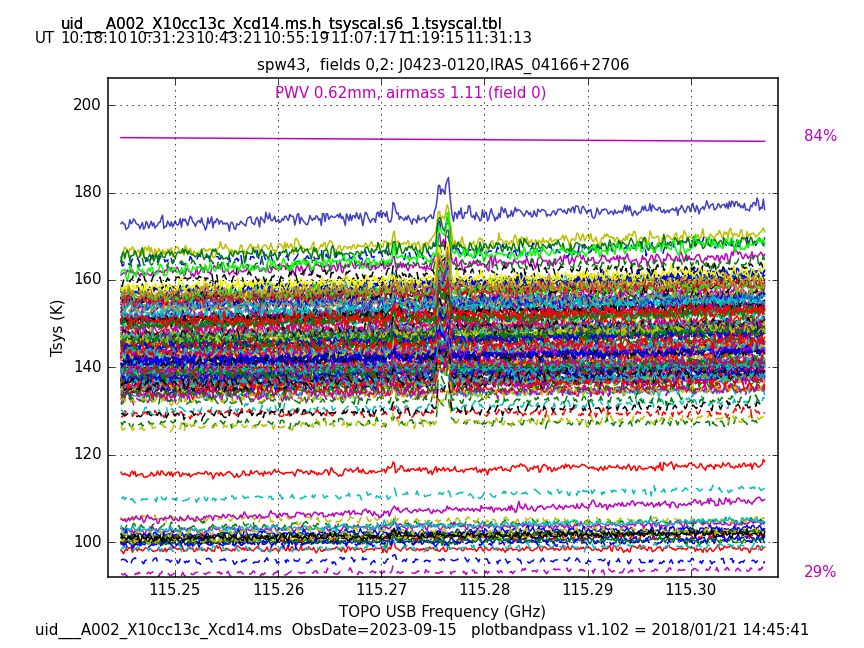 uid___A002_X10cc13c_Xcd14.ms.h_tsyscal.s6_1.tsyscal.tbl
UT 10:18:10 10:31:23 10:43:21 10:55:19 11:07:17 11:19:15 11:31:13
spw43,  fields 0,2: J0423-0120,IRAS_04166+2706
PWV 0.62mm, airmass 1.11 (field 0)
200
84%
180
160
Tsys (K)
140
120
100
29%
115.25 115.26 115.27 115.28 115.29 115.30
TOPO USB Frequency (GHz)
uid___A002_X10cc13c_Xcd14.ms  ObsDate=2023-09-15   plotbandpass v1.102 = 2018/01/21 14:45:41